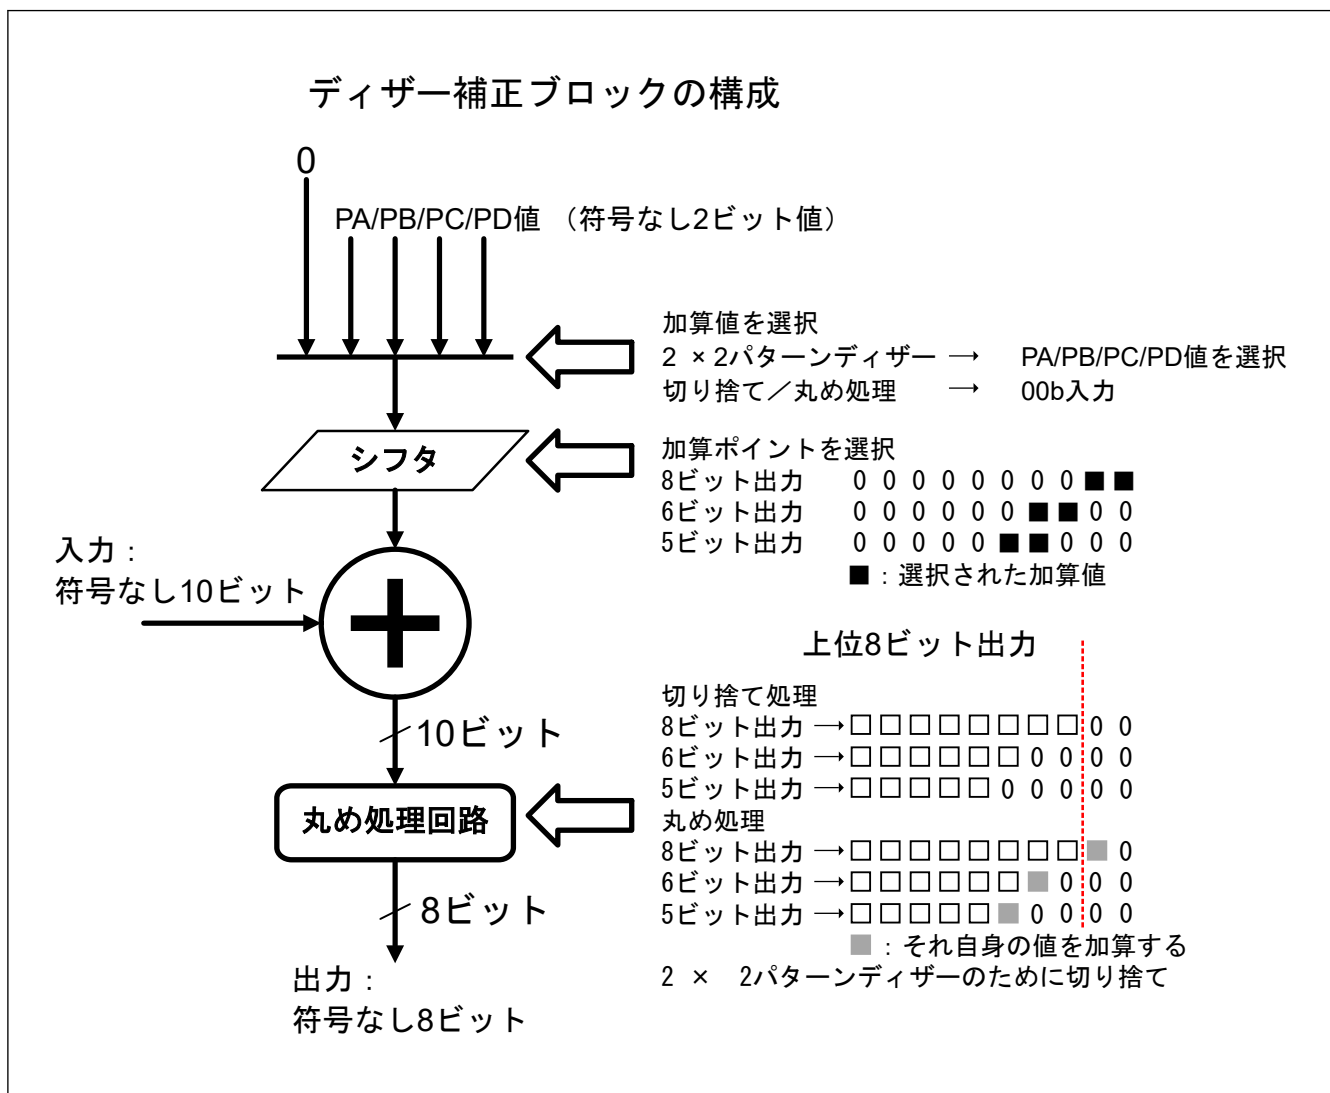 ディザー補正ブロックの構成
0
PA/PB/PC/PD値 （符号なし2ビット値）
加算値を選択
2 × 2パターンディザー → PA/PB/PC/PD値を選択
切り捨て／丸め処理 → 00b入力
シフタ
加算ポイントを選択
8ビット出力 0 0 0 0 0 0 0 0 ■ ■
6ビット出力 0 0 0 0 0 0 ■ ■ 0 0
5ビット出力 0 0 0 0 0 ■ ■ 0 0 0
■ : 選択された加算値
入力 :
符号なし10ビット
上位8ビット出力
切り捨て処理
8ビット出力 → □ □ □ □ □ □ □ □ 0 0
6ビット出力 → □ □ □ □ □ □ 0 0 0 0
5ビット出力 → □ □ □ □ □ 0 0 0 0 0
10ビット
丸め処理回路
丸め処理
8ビット出力 → □ □ □ □ □ □ □ □ ■ 0
6ビット出力 → □ □ □ □ □ □ ■ 0 0 0
5ビット出力 → □ □ □ □ □ ■ 0 0 0 0
■ : それ自身の値を加算する
2 × 2パターンディザーのために切り捨て
8ビット
出力 :
符号なし8ビット